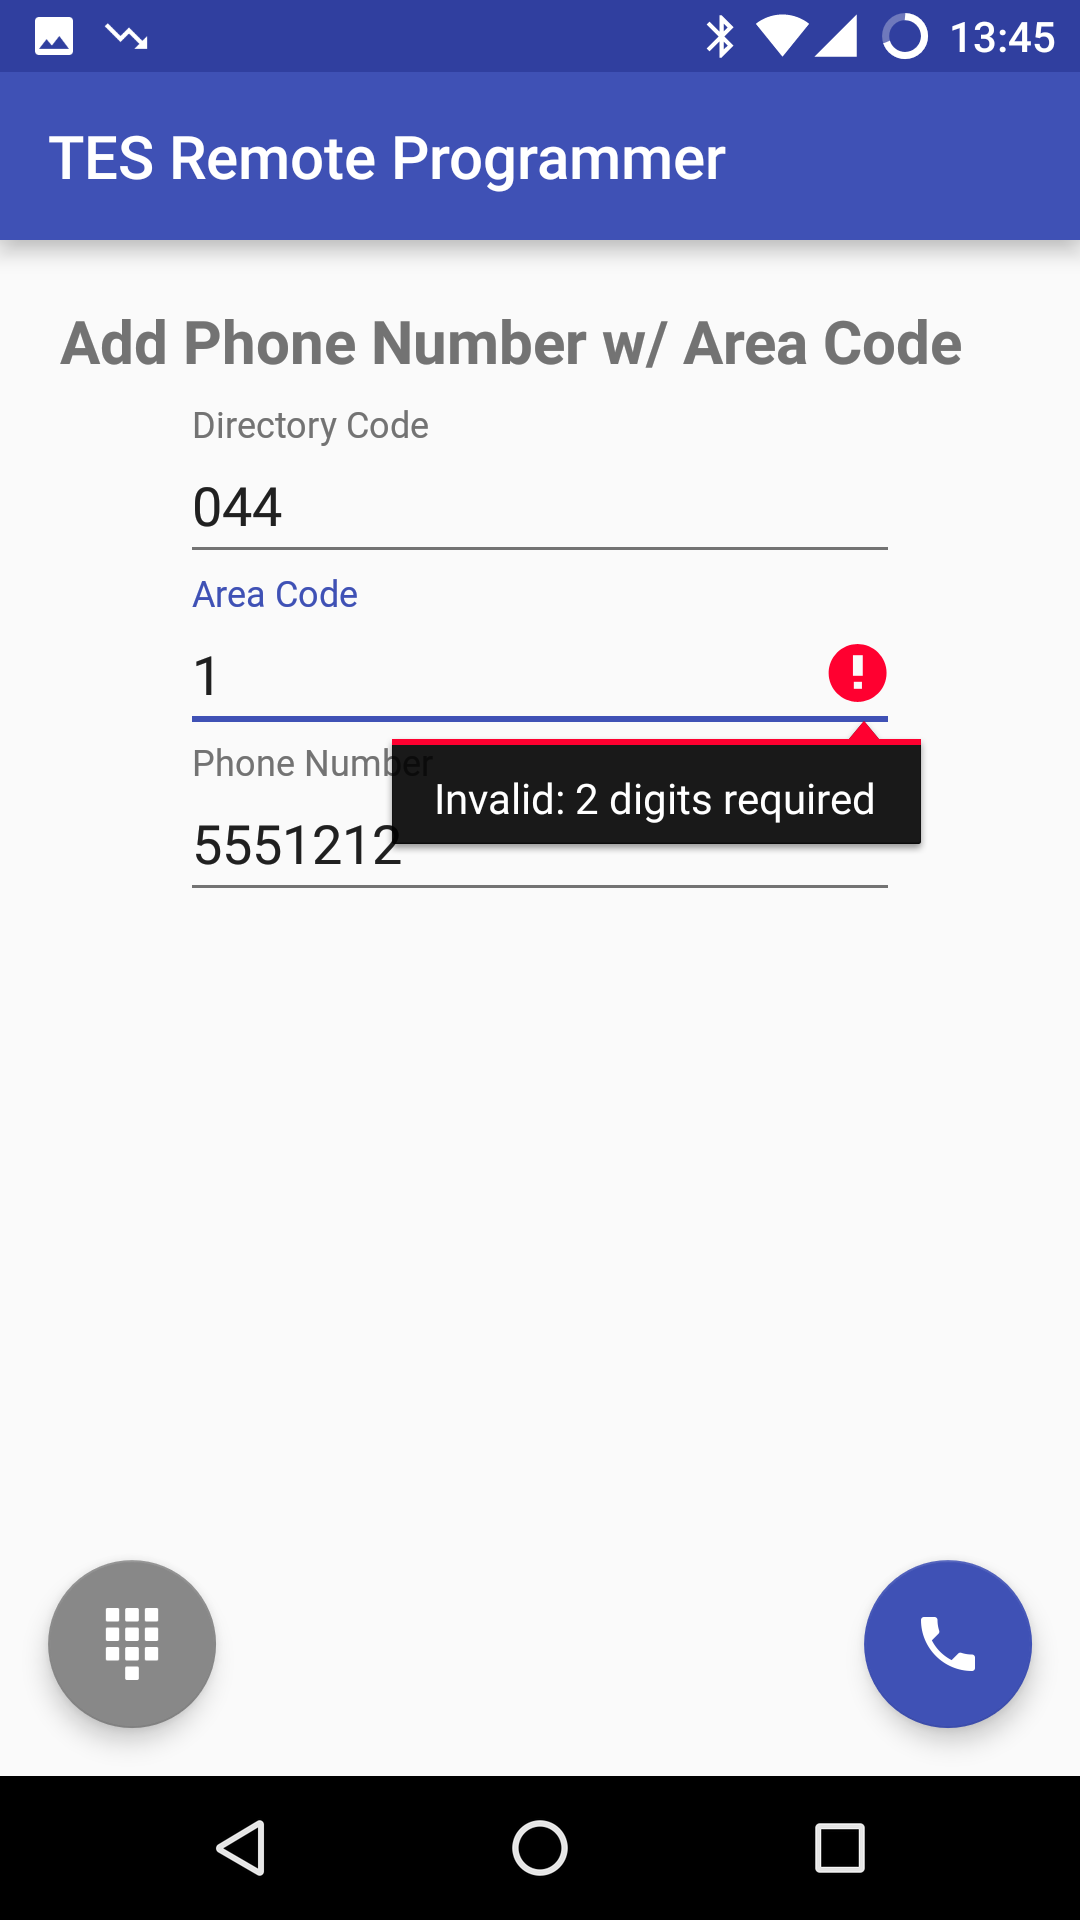 13:45
TES Remote Programmer
Add Phone Number w/ Area Code
Directory Code
044
Area Code
1
Phone Number
Invalid: 2 digits required
5551212